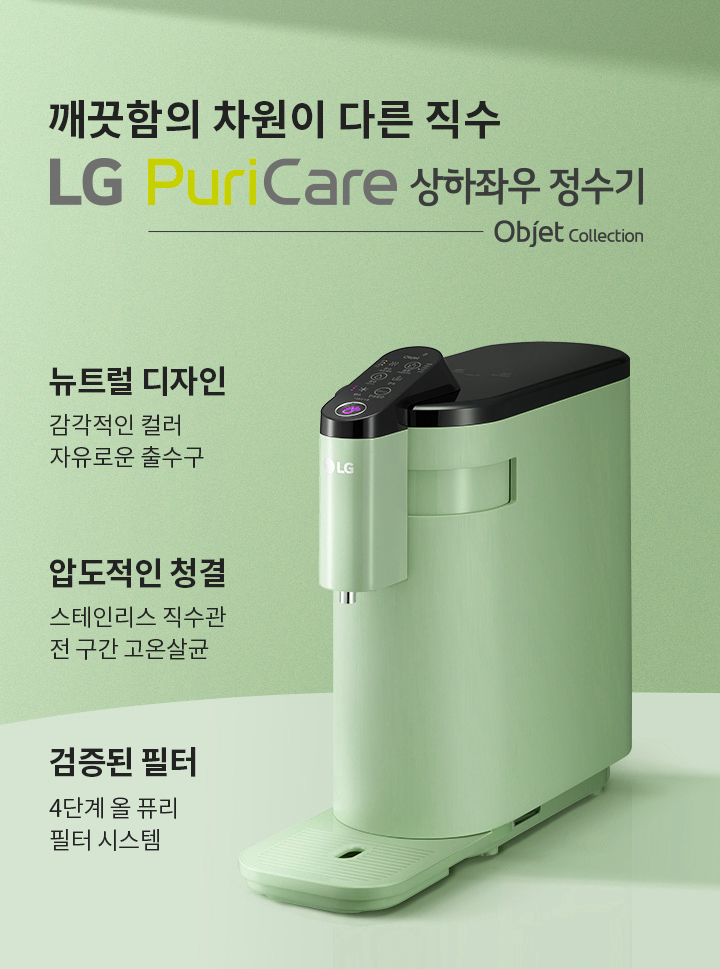 깨끗함의 차원이 다른 직수
LG PuriCare 상하좌우 정수기
Objet Collection
뉴트럴 디자인
감각적인 컬러
자유로운 출수구
LG
압도적인 청결
스테인리스 직수관
전 구간 고온살균
검증된 필터
4단계 올 퓨리
필터 시스템